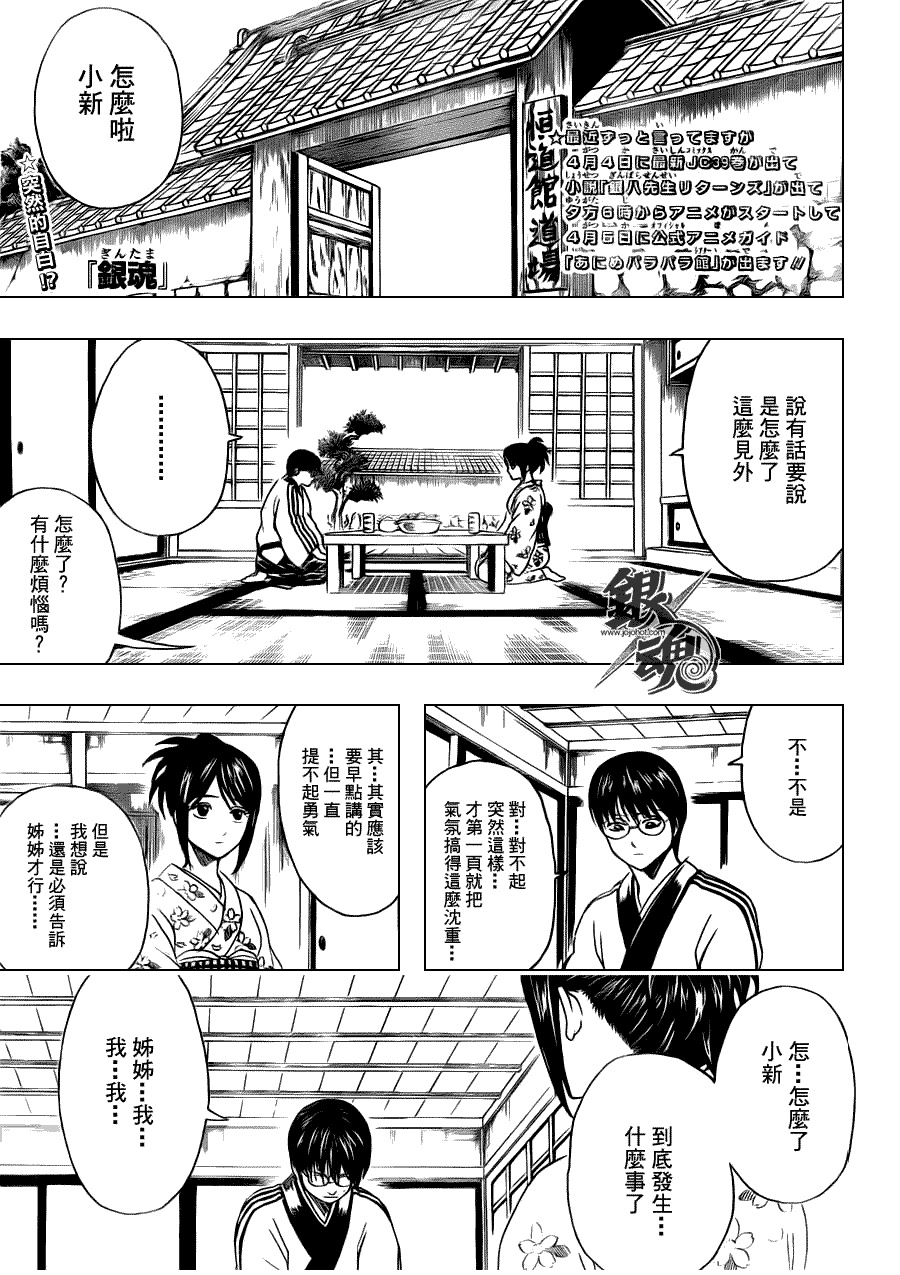 怎麼啦
小新
恒道館 道場
☆最近ずっと言ってますが
4月4日に最新JC39巻が出て
小説「銀八先生リターンズ」が出て
夕方6時からアニメがスタートして
4月5日に公式アニメガイド
「あにめパラパラ館」が出ます!!
☆突然的自白!?
ぎんたま
『銀魂』
說有話要說
是怎麼了
這麼見外
………
怎麼了?
有什麼煩惱嗎?
銀魂
www.jojohot.com
不…不是
對…對不起
突然這樣…
才第一頁就把
氣氛搞得這麼沈重…
其…其實應該
要早點講的
…但一直
提不起勇氣
但是
我想說
…還是必須告訴
姊姊才行……
怎…怎麼了
小新
到底發生…
什麼事了
姊姊…我…
我…我…